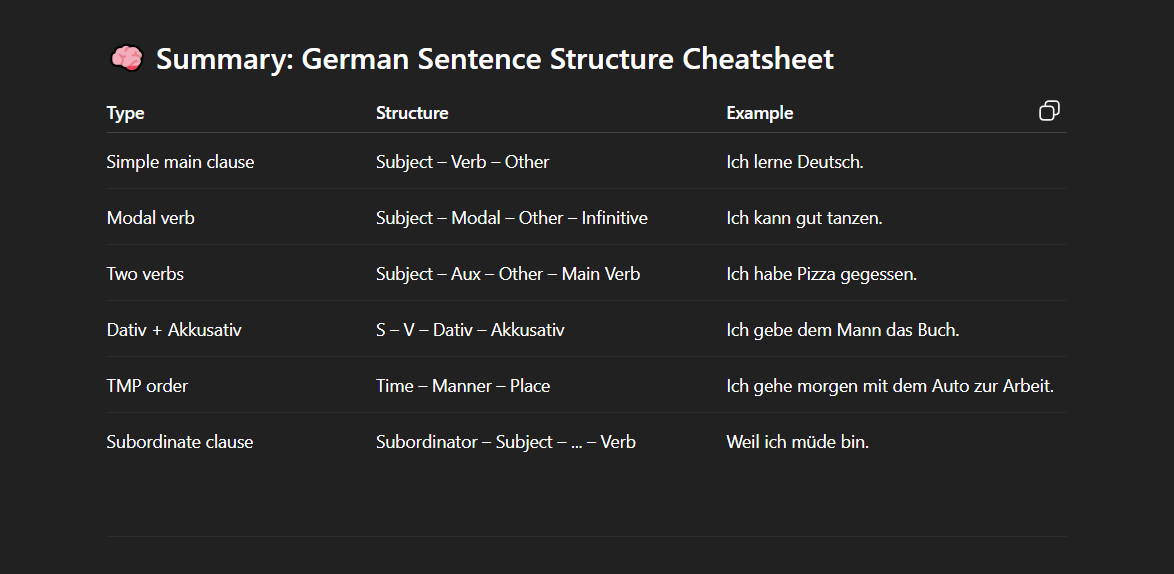 🧠 Summary: German Sentence Structure Cheatsheet
Type Structure Example
Simple main clause Subject – Verb – Other Ich lerne Deutsch.
Modal verb Subject – Modal – Other – Infinitive Ich kann gut tanzen.
Two verbs Subject – Aux – Other – Main Verb Ich habe Pizza gegessen.
Dativ + Akkusativ S – V – Dativ – Akkusativ Ich gebe dem Mann das Buch.
TMP order Time – Manner – Place Ich gehe morgen mit dem Auto zur Arbeit.
Subordinate clause Subordinator – Subject – ... – Verb Weil ich müde bin.